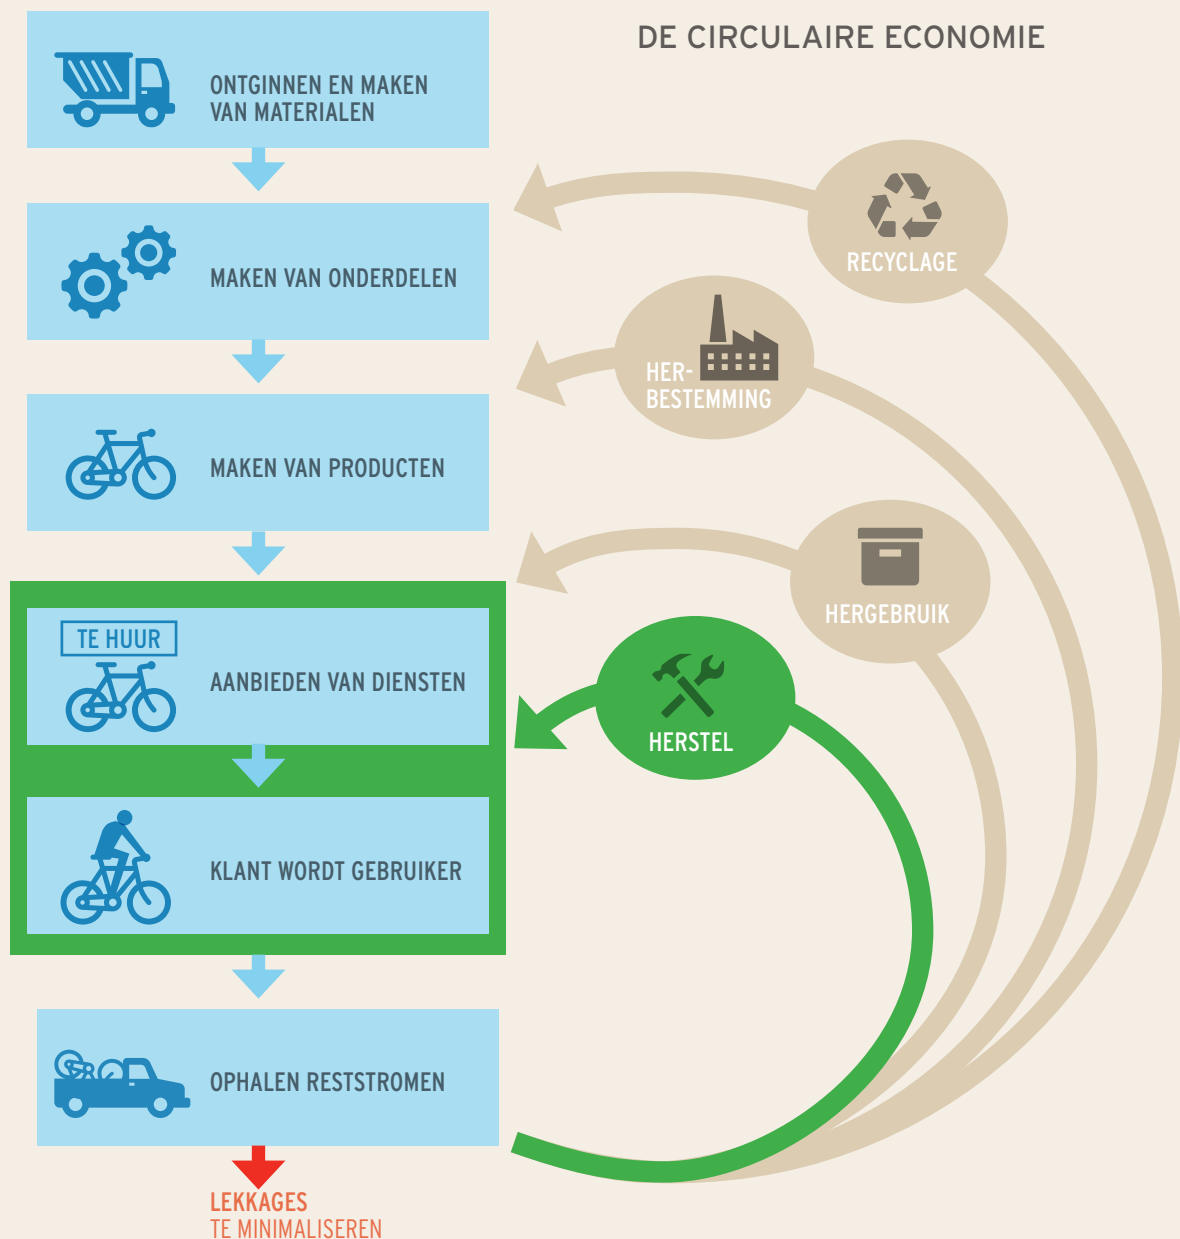 DE CIRCULAIRE ECONOMIE
ONTGINNEN EN MAKEN
VAN MATERIALEN
RECYCLAGE
MAKEN VAN ONDERDELEN
HER-
BESTEMMING
MAKEN VAN PRODUCTEN
HERGEBRUIK
TE HUUR
AANBIEDEN VAN DIENSTEN
HERSTEL
KLANT WORDT GEBRUIKER
OPHALEN RESTSTROMEN
LEKKAGES
TE MINIMALISEREN